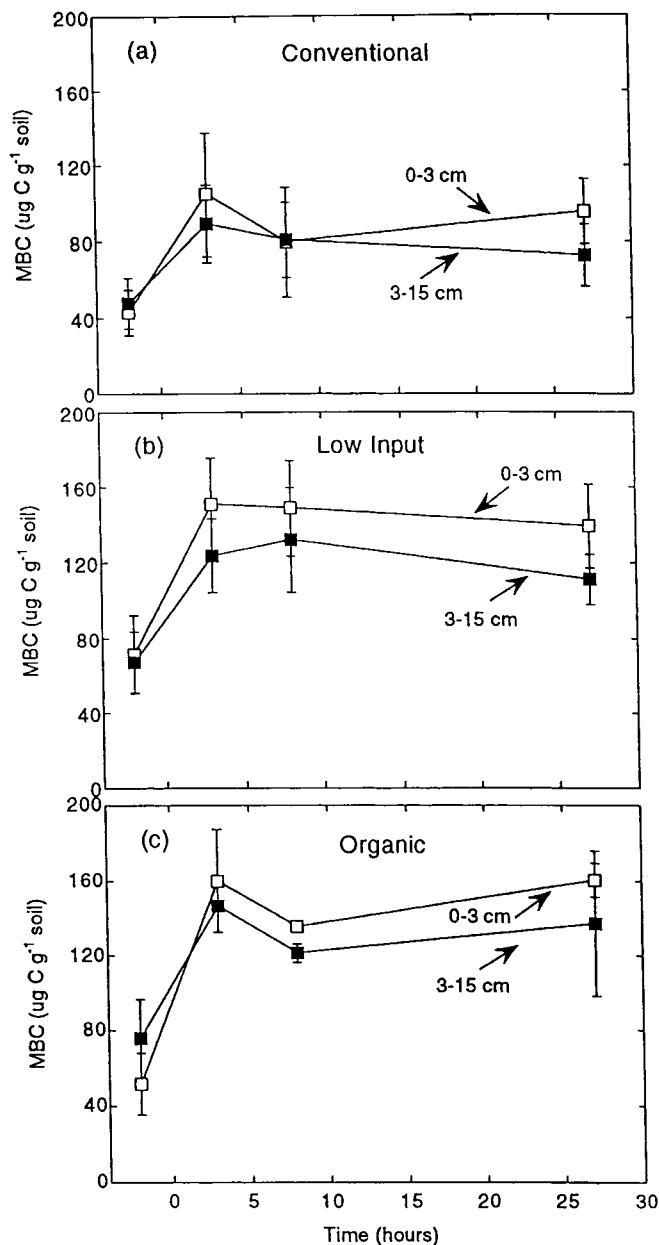 200
(a)
Conventional
160
120
80
40
0
MBC (ug C g-1 soil)
0-3 cm
3-15 cm
200
(b)
Low Input
160
120
80
40
0
MBC (ug C g-1 soil)
0-3 cm
3-15 cm
200
(c)
Organic
160
120
80
40
0
MBC (ug C g-1 soil)
0-3 cm
3-15 cm
0 5 10 15 20 25 30
Time (hours)